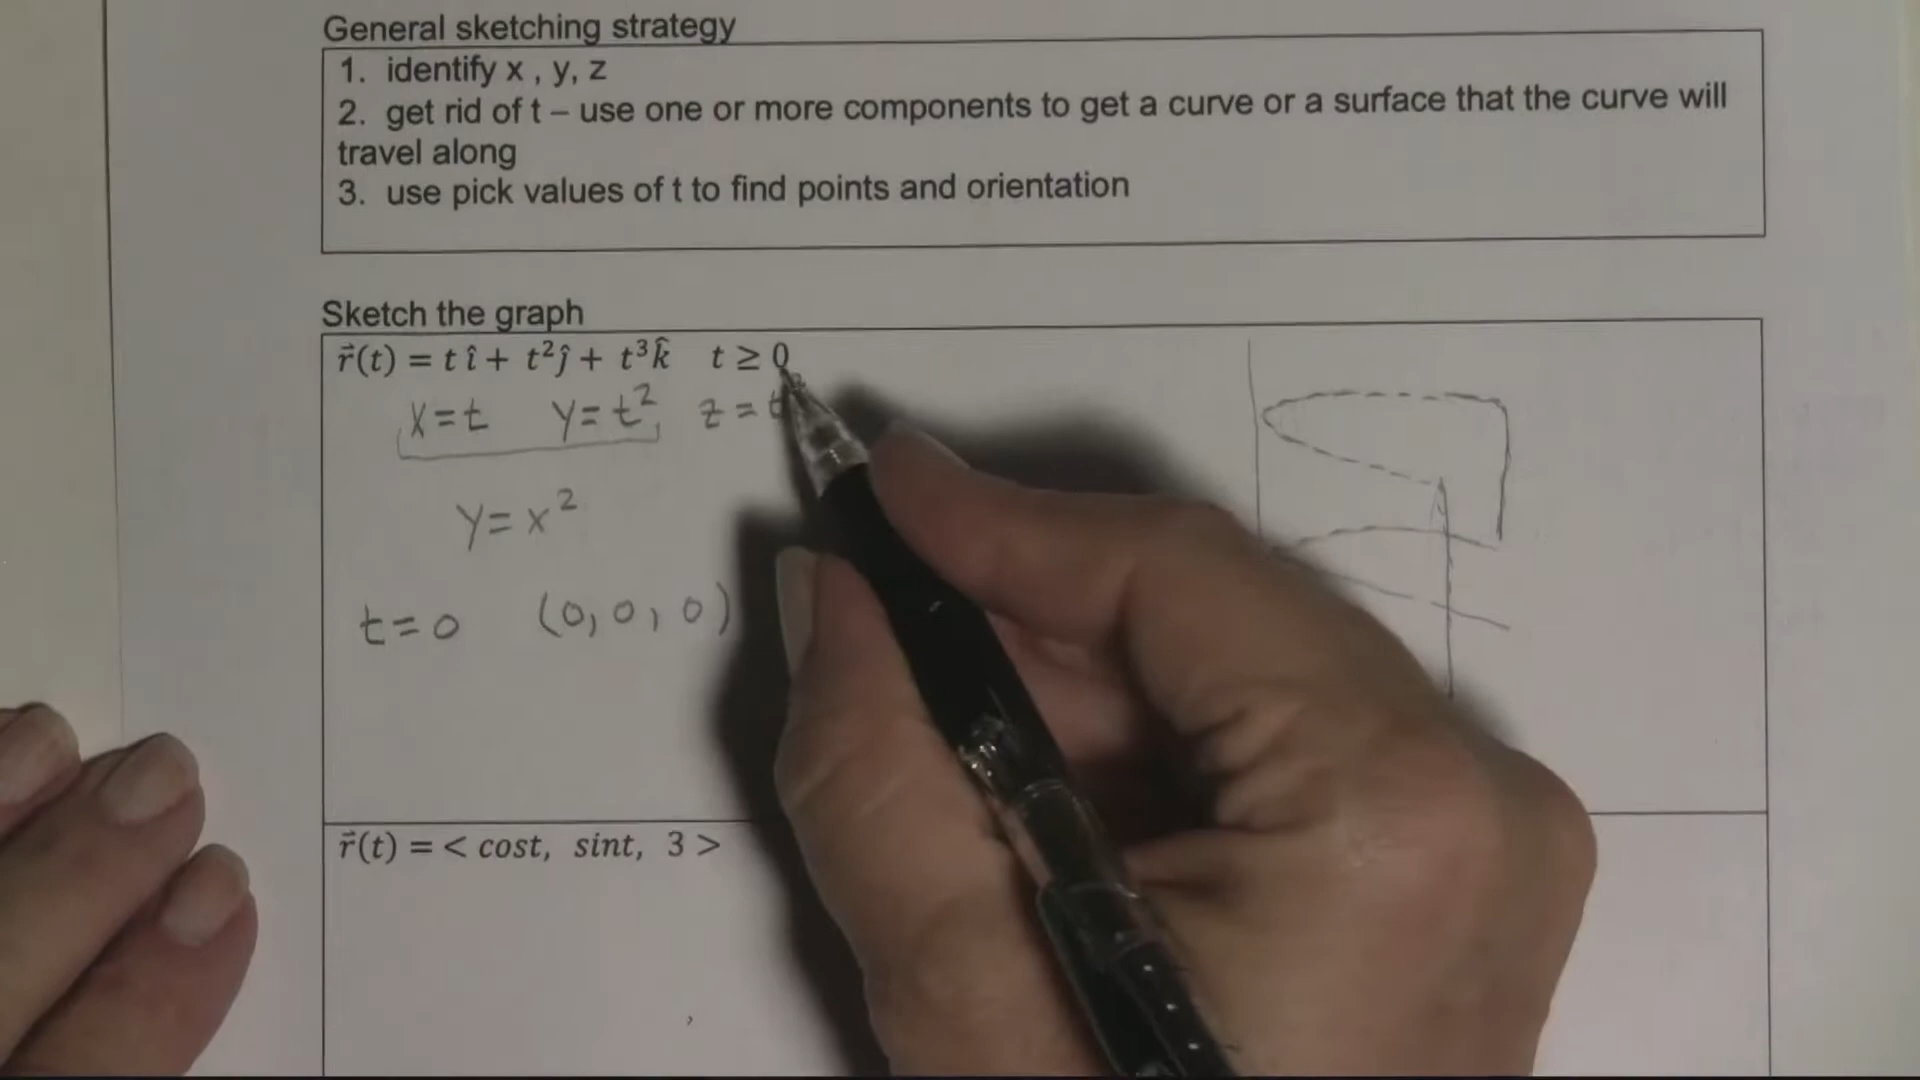 General sketching strategy
1. identify x , y, z
2. get rid of t – use one or more components to get a curve or a surface that the curve will
travel along
3. use pick values of t to find points and orientation
Sketch the graph
r⃗(t) = t î + t²ĵ + t³k̂   t ≥ 0
x = t   y = t²   z = t
y = x²
t = 0   (0, 0, 0)
r⃗(t) = < cost, sint, 3 >